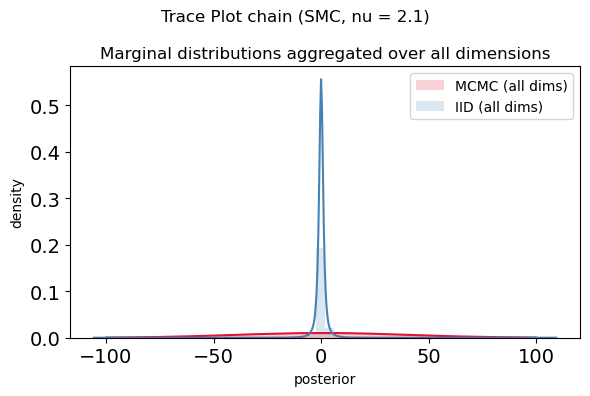 Trace Plot chain (SMC, nu = 2.1)
Marginal distributions aggregated over all dimensions
MCMC (all dims)
IID (all dims)
density
0.5
0.4
0.3
0.2
0.1
0.0
−100
−50
0
50
100
posterior